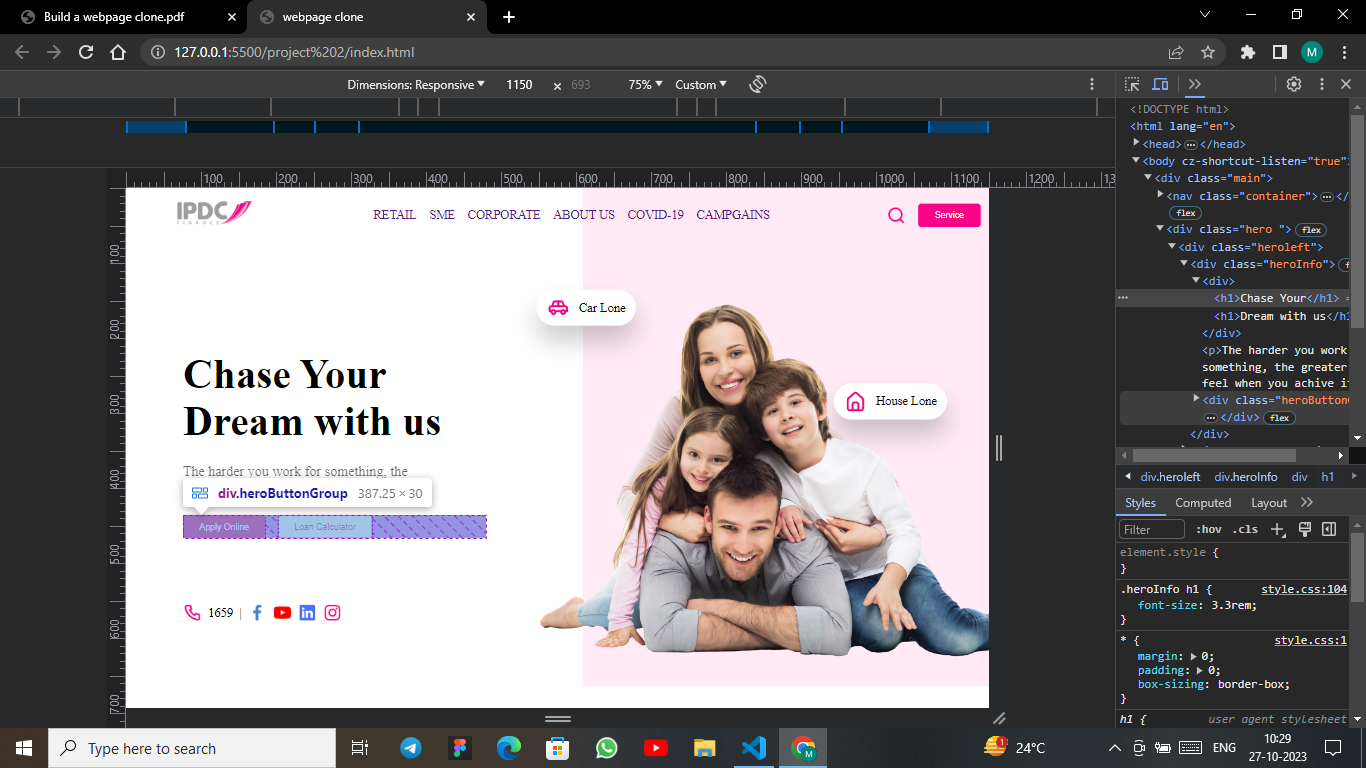 Build a webpage clone.pdf
webpage clone
127.0.0.1:5500/project%202/index.html
M
Dimensions: Responsive 1150 × 693 75% Custom
100 200 300 400 500 600 700 800 900 1000 1100 1200
100
200
300
400
500
600
700
IPDC
FINANCE
RETAIL SME CORPORATE ABOUT US COVID-19 CAMPGAINS
Service
Car Lone
House Lone
Chase Your
Dream with us
The harder you work for something, the
div.heroButtonGroup 387.25 × 30
Apply Online Loan Calculator
1659 |
<!DOCTYPE html>
<html lang="en">
<head> … </head>
<body cz-shortcut-listen="true"
<div class="main">
<nav class="container"> … </
flex
<div class="hero "> flex
<div class="heroleft">
<div class="heroInfo">
<div>
<h1>Chase Your</h1> =
<h1>Dream with us</h
</div>
<p>The harder you work
something, the greater
feel when you achive i
<div class="heroButton
… </div> flex
</div>
div.heroleft div.heroInfo div h1
Styles Computed Layout
Filter :hov .cls
element.style {
}
.heroInfo h1 { style.css:104
font-size: 3.3rem;
}
* { style.css:1
margin: 0;
padding: 0;
box-sizing: border-box;
}
h1 { user agent stylesheet
Type here to search
M
1
24°C
ENG
10:29
27-10-2023